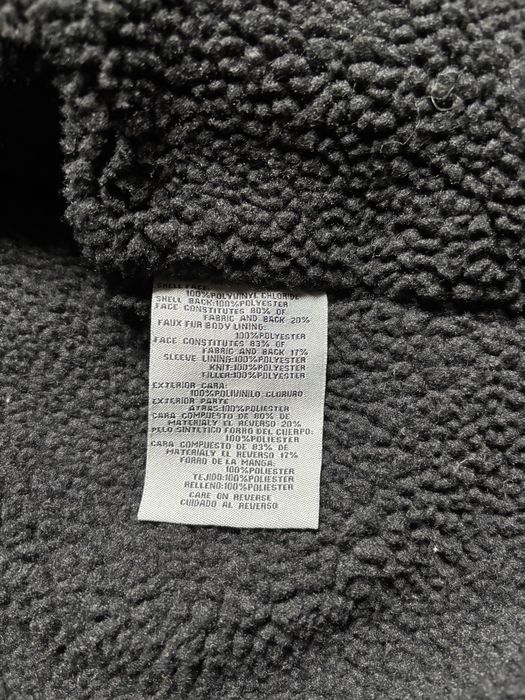 SHELL FACE:
100%POLYVINYL CHLORIDE
SHELL BACK:100%POLYESTER
FACE CONSTITUTES 80% OF
FABRIC AND BACK 20%
FAUX FUR BODY LINING:
100%POLYESTER
FACE CONSTITUTES 83% OF
FABRIC AND BACK 17%
SLEEVE LINING:100%POLYESTER
KNIT:100%POLYESTER
FILLER:100%POLYESTER
EXTERIOR CARA:
100%POLIVINILO CLORURO
EXTERIOR PARTE
ATRAS:100%POLIESTER
CARA COMPUESTO DE 80% DE
MATERIALY EL REVERSO 20%
PELO SINTETICO FORRO DEL CUERPO:
100%POLIESTER
CARA COMPUESTO DE 83% DE
MATERIALY EL REVERSO 17%
FORRO DE LA MANGA:
100%POLIESTER
TEJIDO:100%POLIESTER
RELLENO:100%POLIESTER
CARE ON REVERSE
CUIDADO AL REVERSO